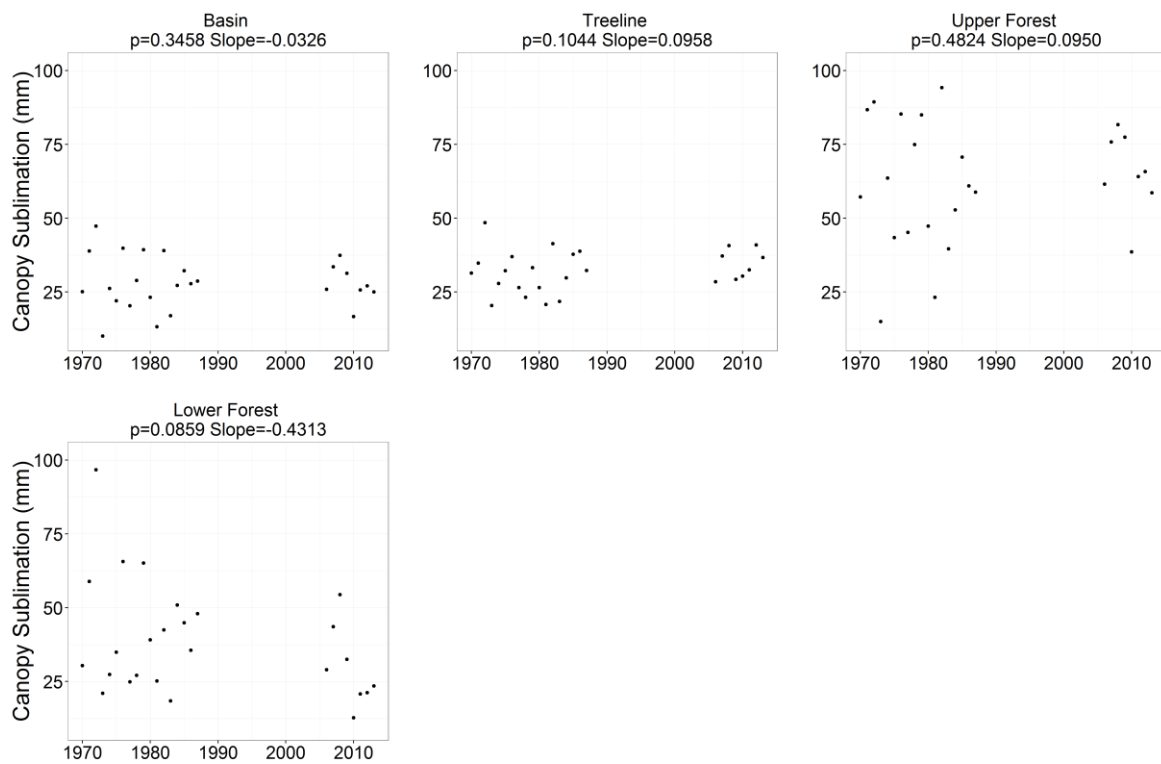 Basin
p=0.3458 Slope=-0.0326
Treeline
p=0.1044 Slope=0.0958
Upper Forest
p=0.4824 Slope=0.0950
Canopy Sublimation (mm)
100
75
50
25
1970 1980 1990 2000 2010
100
75
50
25
1970 1980 1990 2000 2010
100
75
50
25
1970 1980 1990 2000 2010
Lower Forest
p=0.0859 Slope=-0.4313
Canopy Sublimation (mm)
100
75
50
25
1970 1980 1990 2000 2010